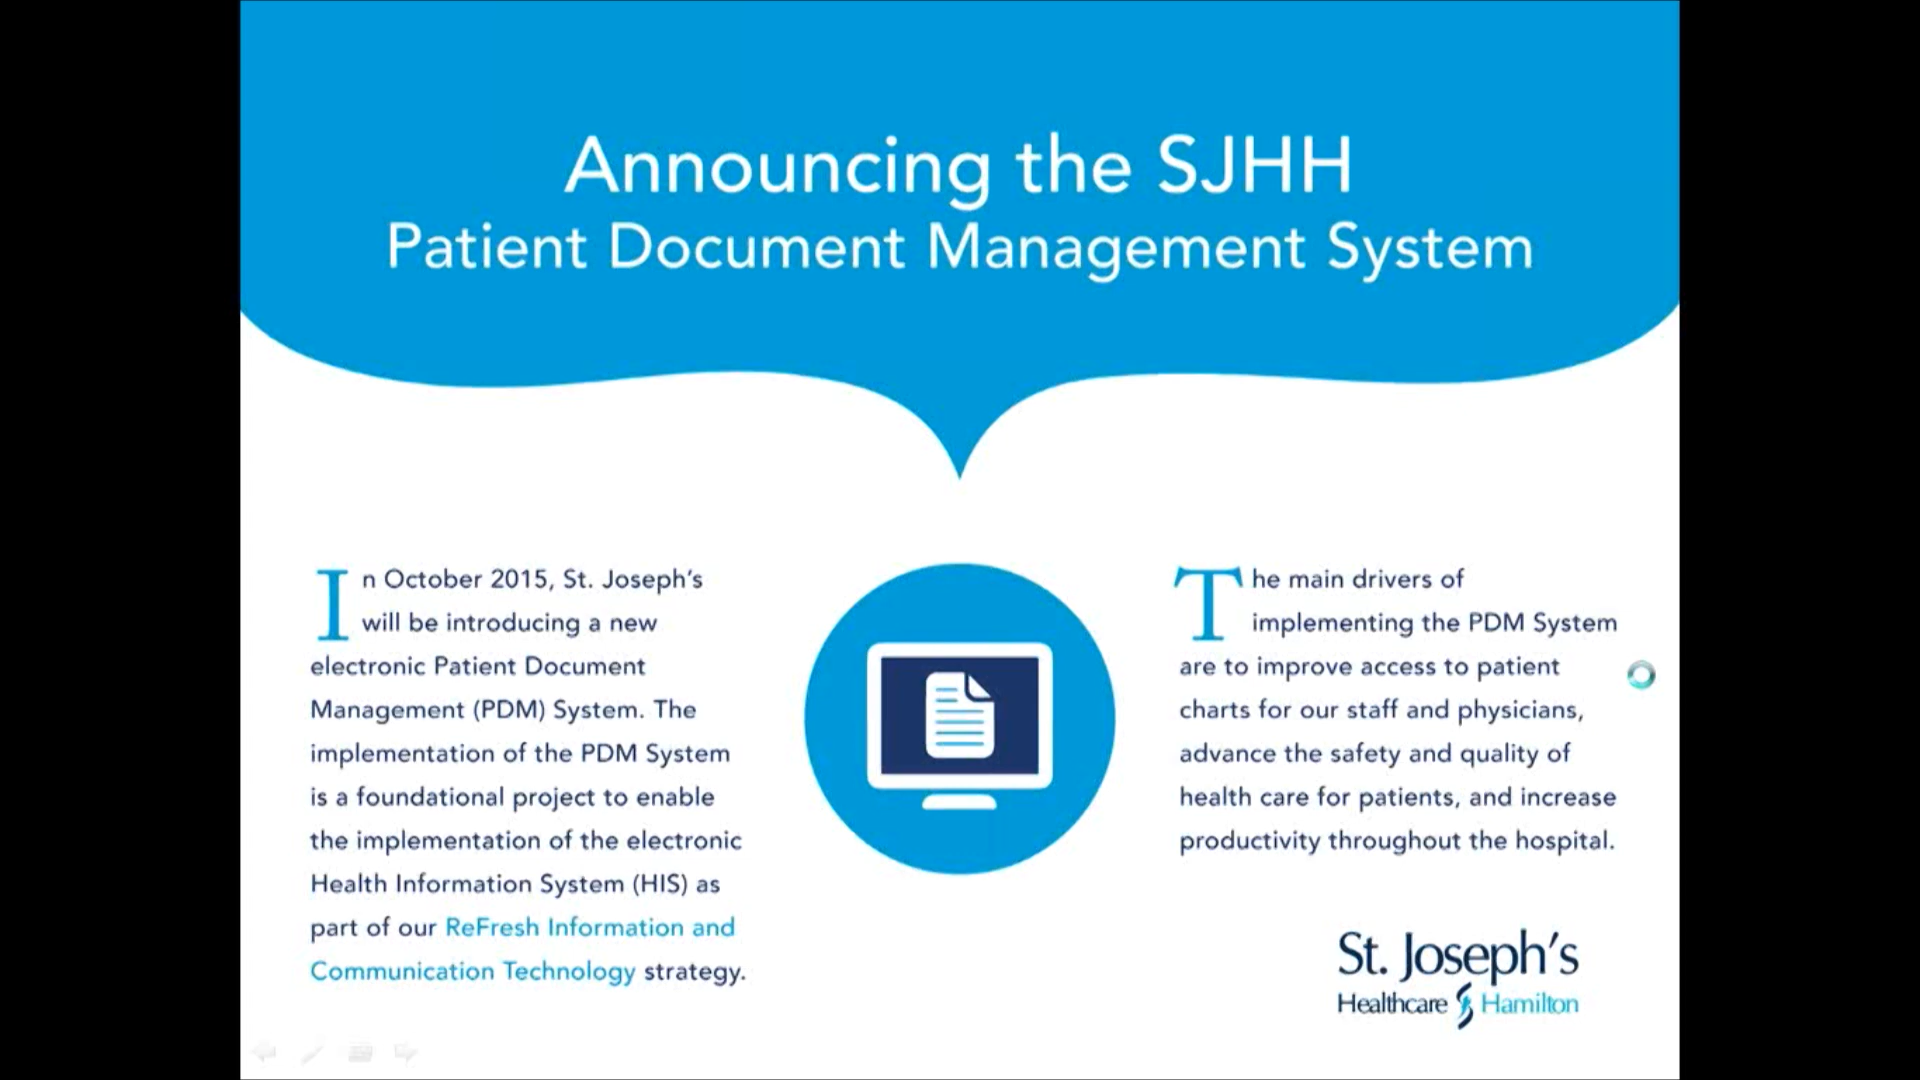 Announcing the SJHH
Patient Document Management System
In October 2015, St. Joseph's
will be introducing a new
electronic Patient Document
Management (PDM) System. The
implementation of the PDM System
is a foundational project to enable
the implementation of the electronic
Health Information System (HIS) as
part of our ReFresh Information and
Communication Technology strategy.
The main drivers of
implementing the PDM System
are to improve access to patient
charts for our staff and physicians,
advance the safety and quality of
health care for patients, and increase
productivity throughout the hospital.
St. Joseph's
Healthcare Hamilton